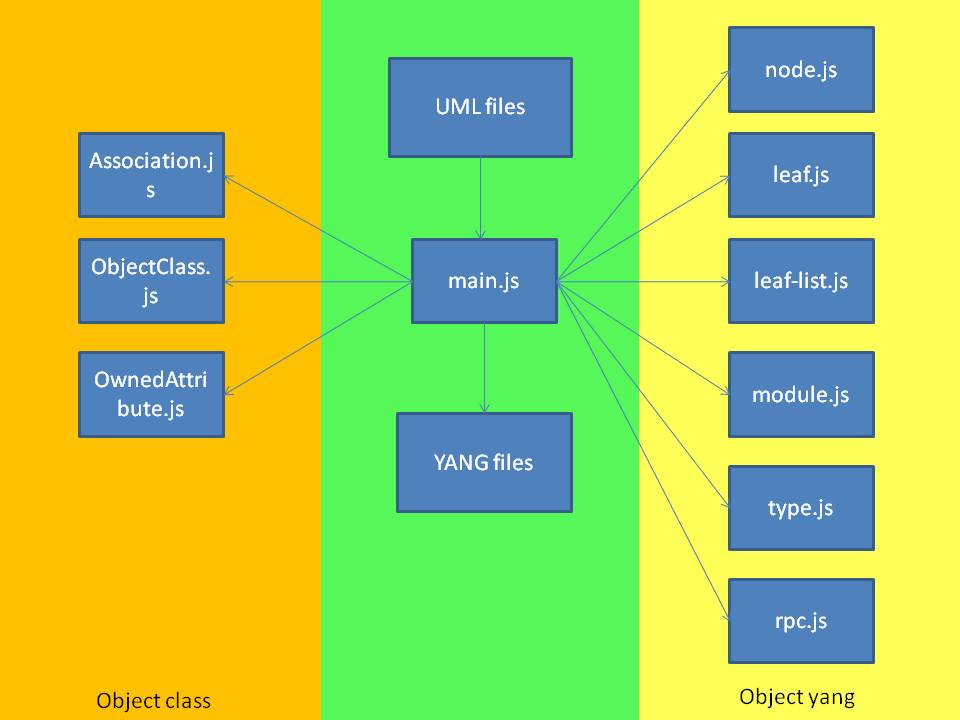 Association.j
s
ObjectClass.
js
OwnedAttri
bute.js
Object class
UML files
main.js
YANG files
node.js
leaf.js
leaf-list.js
module.js
type.js
rpc.js
Object yang